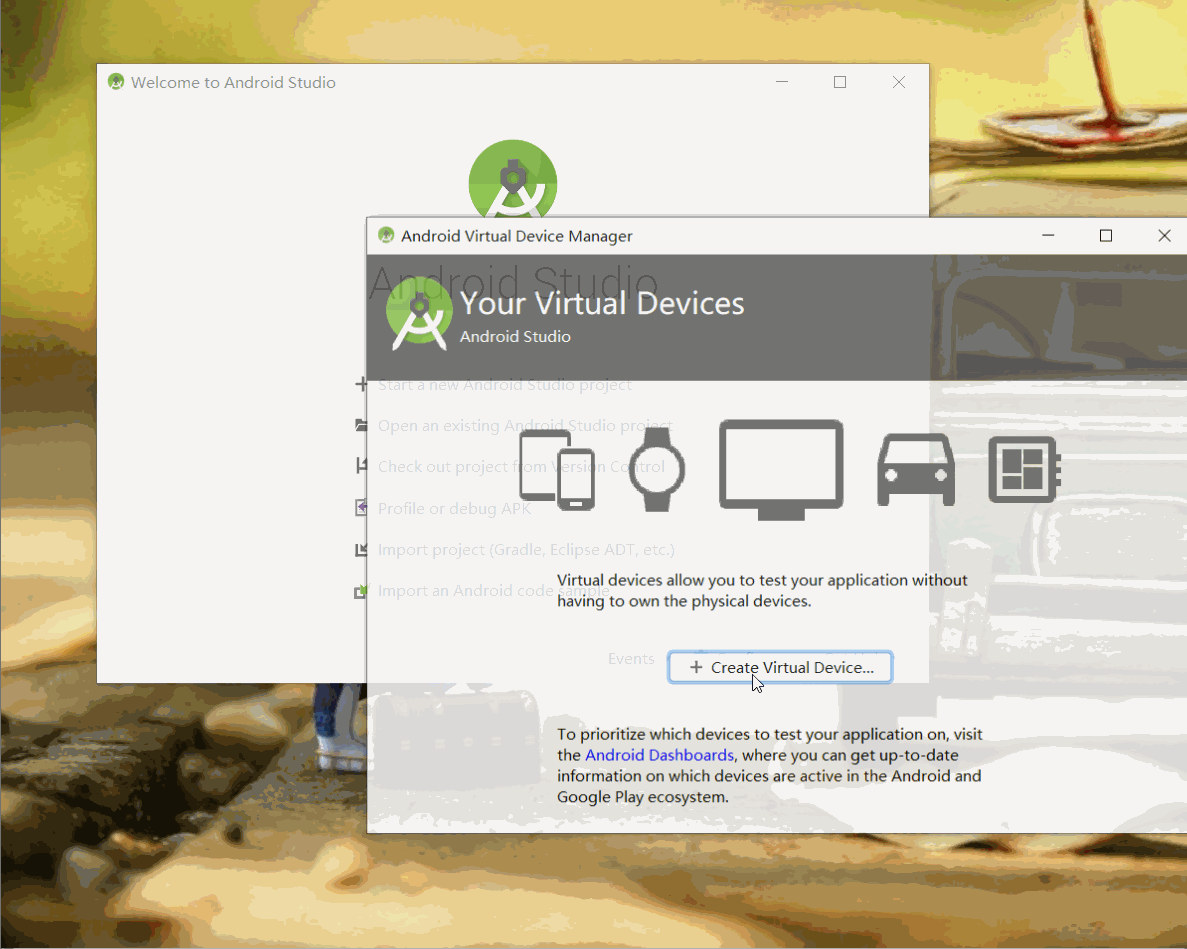 Welcome to Android Studio
Android Virtual Device Manager
Android Studio
Your Virtual Devices
Android Studio
Start a new Android Studio project
Open an existing Android Studio project
Check out project from Version Control
Profile or debug APK
Import project (Gradle, Eclipse ADT, etc.)
Import an Android code sample
Virtual devices allow you to test your application without
having to own the physical devices.
Events
Create Virtual Device...
To prioritize which devices to test your application on, visit
the Android Dashboards, where you can get up-to-date
information on which devices are active in the Android and
Google Play ecosystem.